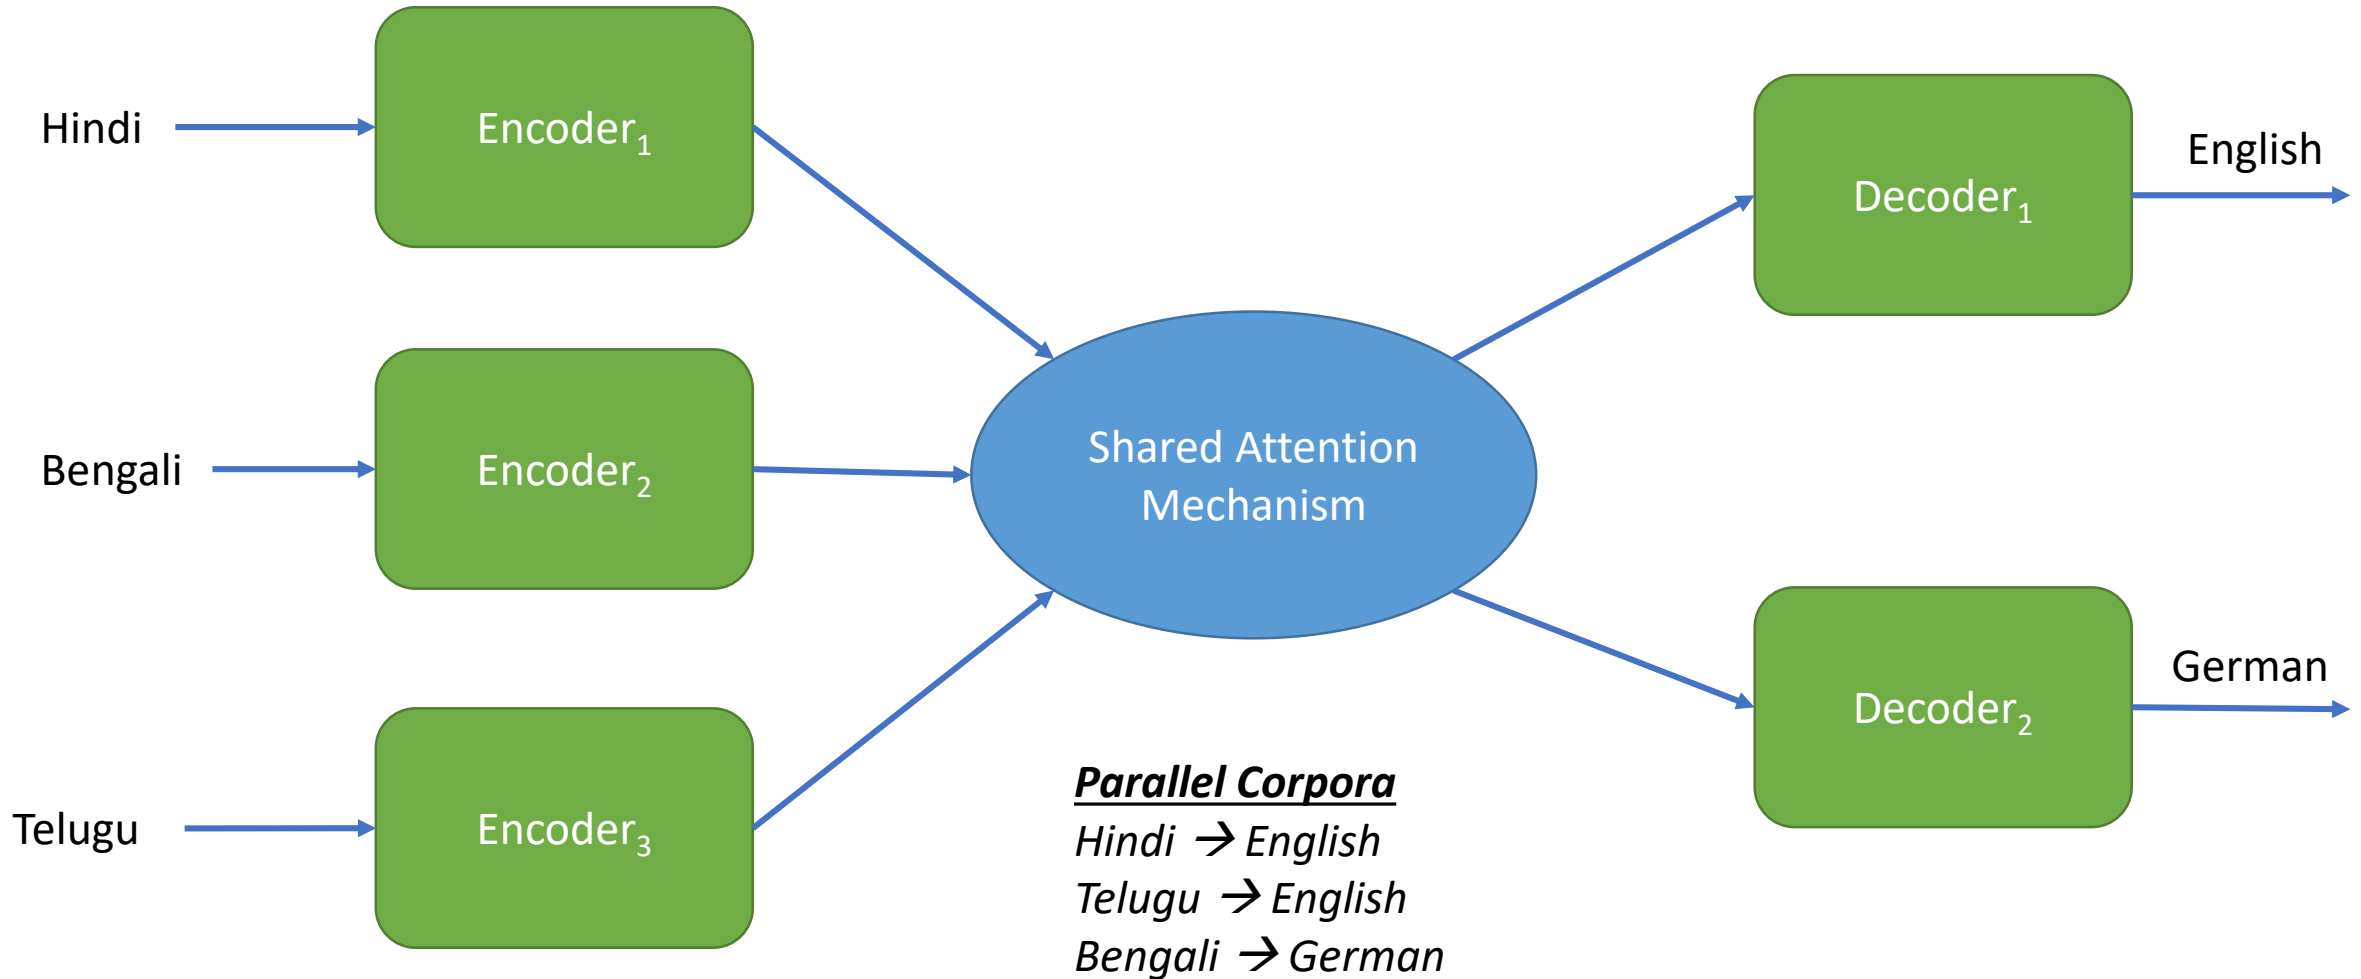 Hindi
Encoder₁
Bengali
Encoder₂
Telugu
Encoder₃
Shared Attention
Mechanism
Decoder₁
English
Decoder₂
German
Parallel Corpora
Hindi → English
Telugu → English
Bengali → German